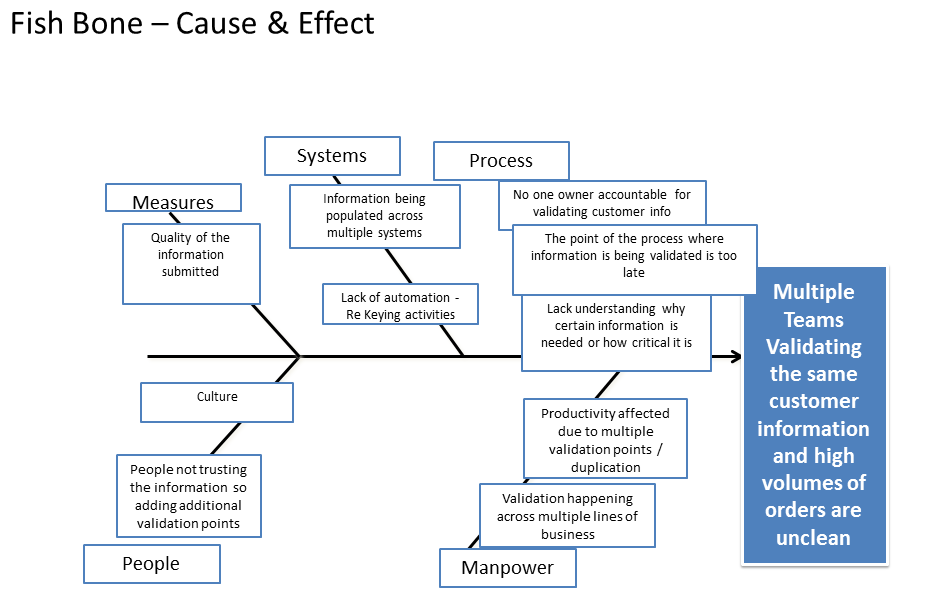 Fish Bone – Cause & Effect
Systems
Process
Measures
Information being
populated across
multiple systems
No one owner accountable for
validating customer info
Quality of the
information
submitted
The point of the process where
information is being validated is too
late
Lack of automation -
Re Keying activities
Lack understanding why
certain information is
needed or how critical it is
Multiple
Teams
Validating
the same
customer
information
and high
volumes of
orders are
unclean
Culture
Productivity affected
due to multiple
validation points /
duplication
People not trusting
the information so
adding additional
validation points
Validation happening
across multiple lines of
business
People
Manpower